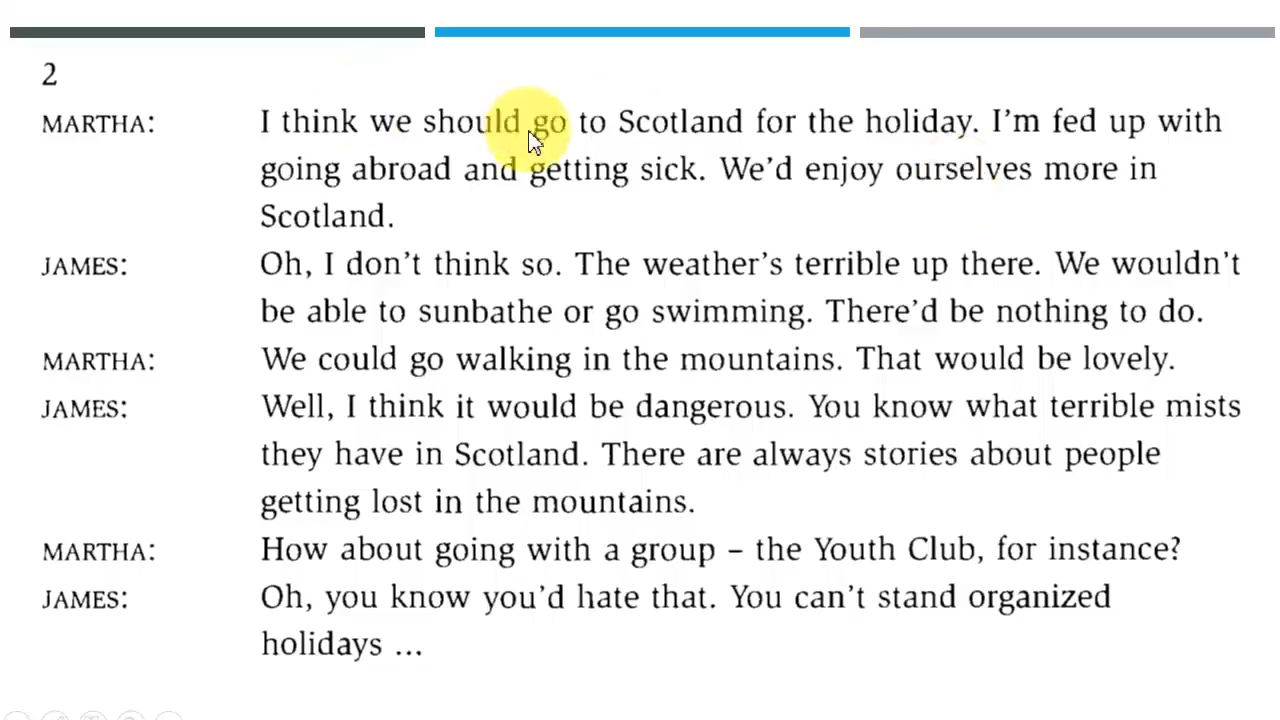 2
MARTHA: I think we should go to Scotland for the holiday. I'm fed up with
going abroad and getting sick. We'd enjoy ourselves more in
Scotland.
JAMES: Oh, I don't think so. The weather's terrible up there. We wouldn't
be able to sunbathe or go swimming. There'd be nothing to do.
MARTHA: We could go walking in the mountains. That would be lovely.
JAMES: Well, I think it would be dangerous. You know what terrible mists
they have in Scotland. There are always stories about people
getting lost in the mountains.
MARTHA: How about going with a group – the Youth Club, for instance?
JAMES: Oh, you know you'd hate that. You can't stand organized
holidays ...